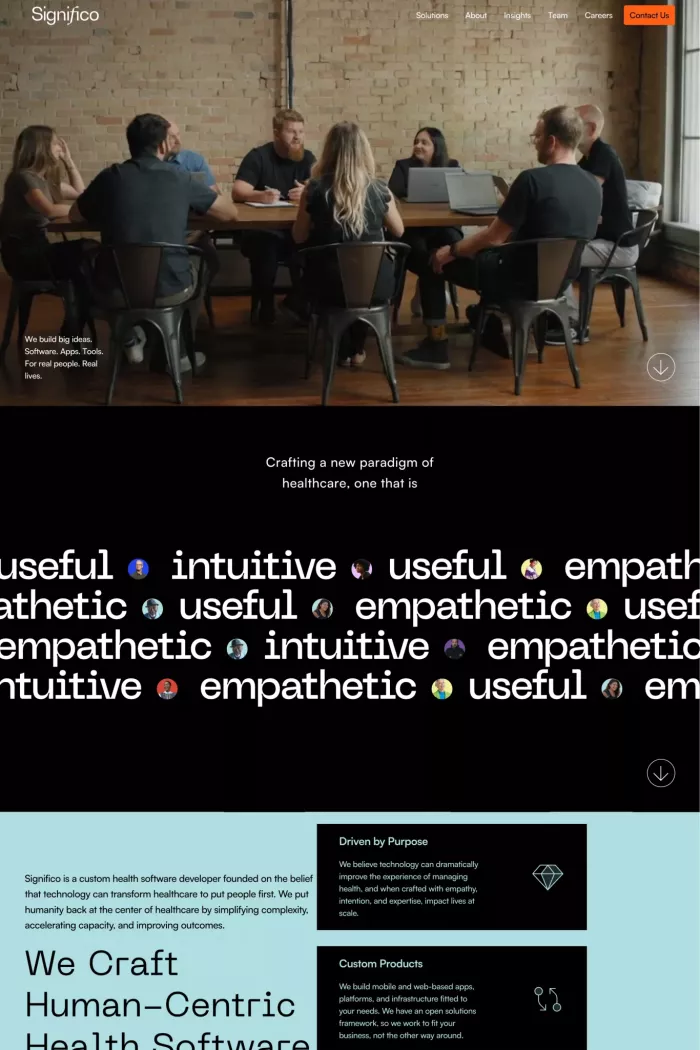 Significo
Solutions About Insights Team Careers Contact Us
We build big ideas.
Software. Apps. Tools.
For real people. Real
lives.
Crafting a new paradigm of
healthcare, one that is
useful intuitive useful empath
athetic useful empathetic usef
empathetic intuitive empathetic
ntuitive empathetic useful em
Significo is a custom health software developer founded on the belief
that technology can transform healthcare to put people first. We put
humanity back at the center of healthcare by simplifying complexity,
accelerating capacity, and improving outcomes.
We Craft
Human-Centric
Health Software
Driven by Purpose
We believe technology can dramatically
improve the experience of managing
health, and when crafted with empathy,
intention, and expertise, impact lives at
scale.
Custom Products
We build mobile and web-based apps,
platforms, and infrastructure fitted to
your needs. We have an open solutions
framework, so we work to fit your
business, not the other way around.